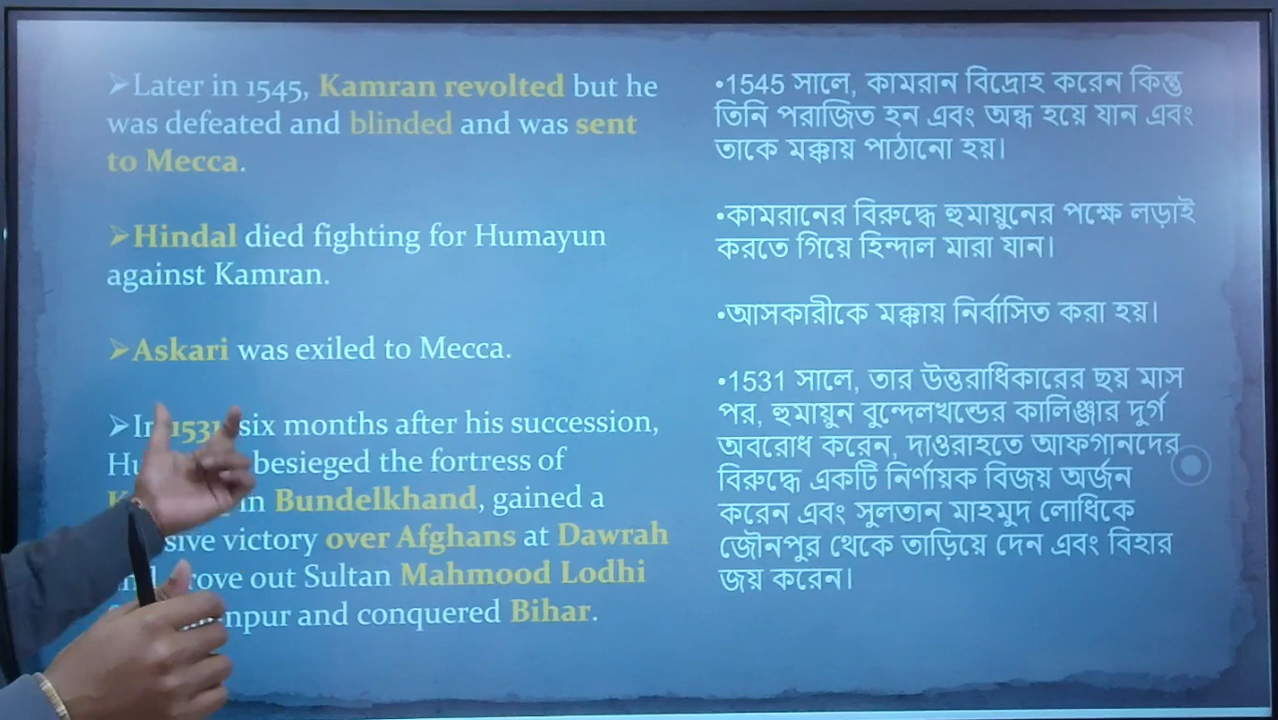 ➢Later in 1545, Kamran revolted but he
was defeated and blinded and was sent
to Mecca.
➢Hindal died fighting for Humayun
against Kamran.
➢Askari was exiled to Mecca.
➢In 1531 six months after his succession,
besieged the fortress of
in Bundelkhand, gained a
victory over Afghans at Dawrah
out Sultan Mahmood Lodhi
and conquered Bihar.
•1545 সালে, কামরান বিদ্রোহ করেন কিন্তু
তিনি পরাজিত হন এবং অন্ধ হয়ে যান এবং
তাকে মক্কায় পাঠানো হয়।
•কামরানের বিরুদ্ধে হুমায়ুনের পক্ষে লড়াই
করতে গিয়ে হিন্দাল মারা যান।
•আসকারীকে মক্কায় নির্বাসিত করা হয়।
•1531 সালে, তার উত্তরাধিকারের ছয় মাস
পর, হুমায়ুন বুন্দেলখন্ডের কালিঞ্জার দুর্গ
অবরোধ করেন, দাওরাহতে আফগানদের
বিরুদ্ধে একটি নির্ণায়ক বিজয় অর্জন
করেন এবং সুলতান মাহমুদ লোধিকে
জৌনপুর থেকে তাড়িয়ে দেন এবং বিহার
জয় করেন।